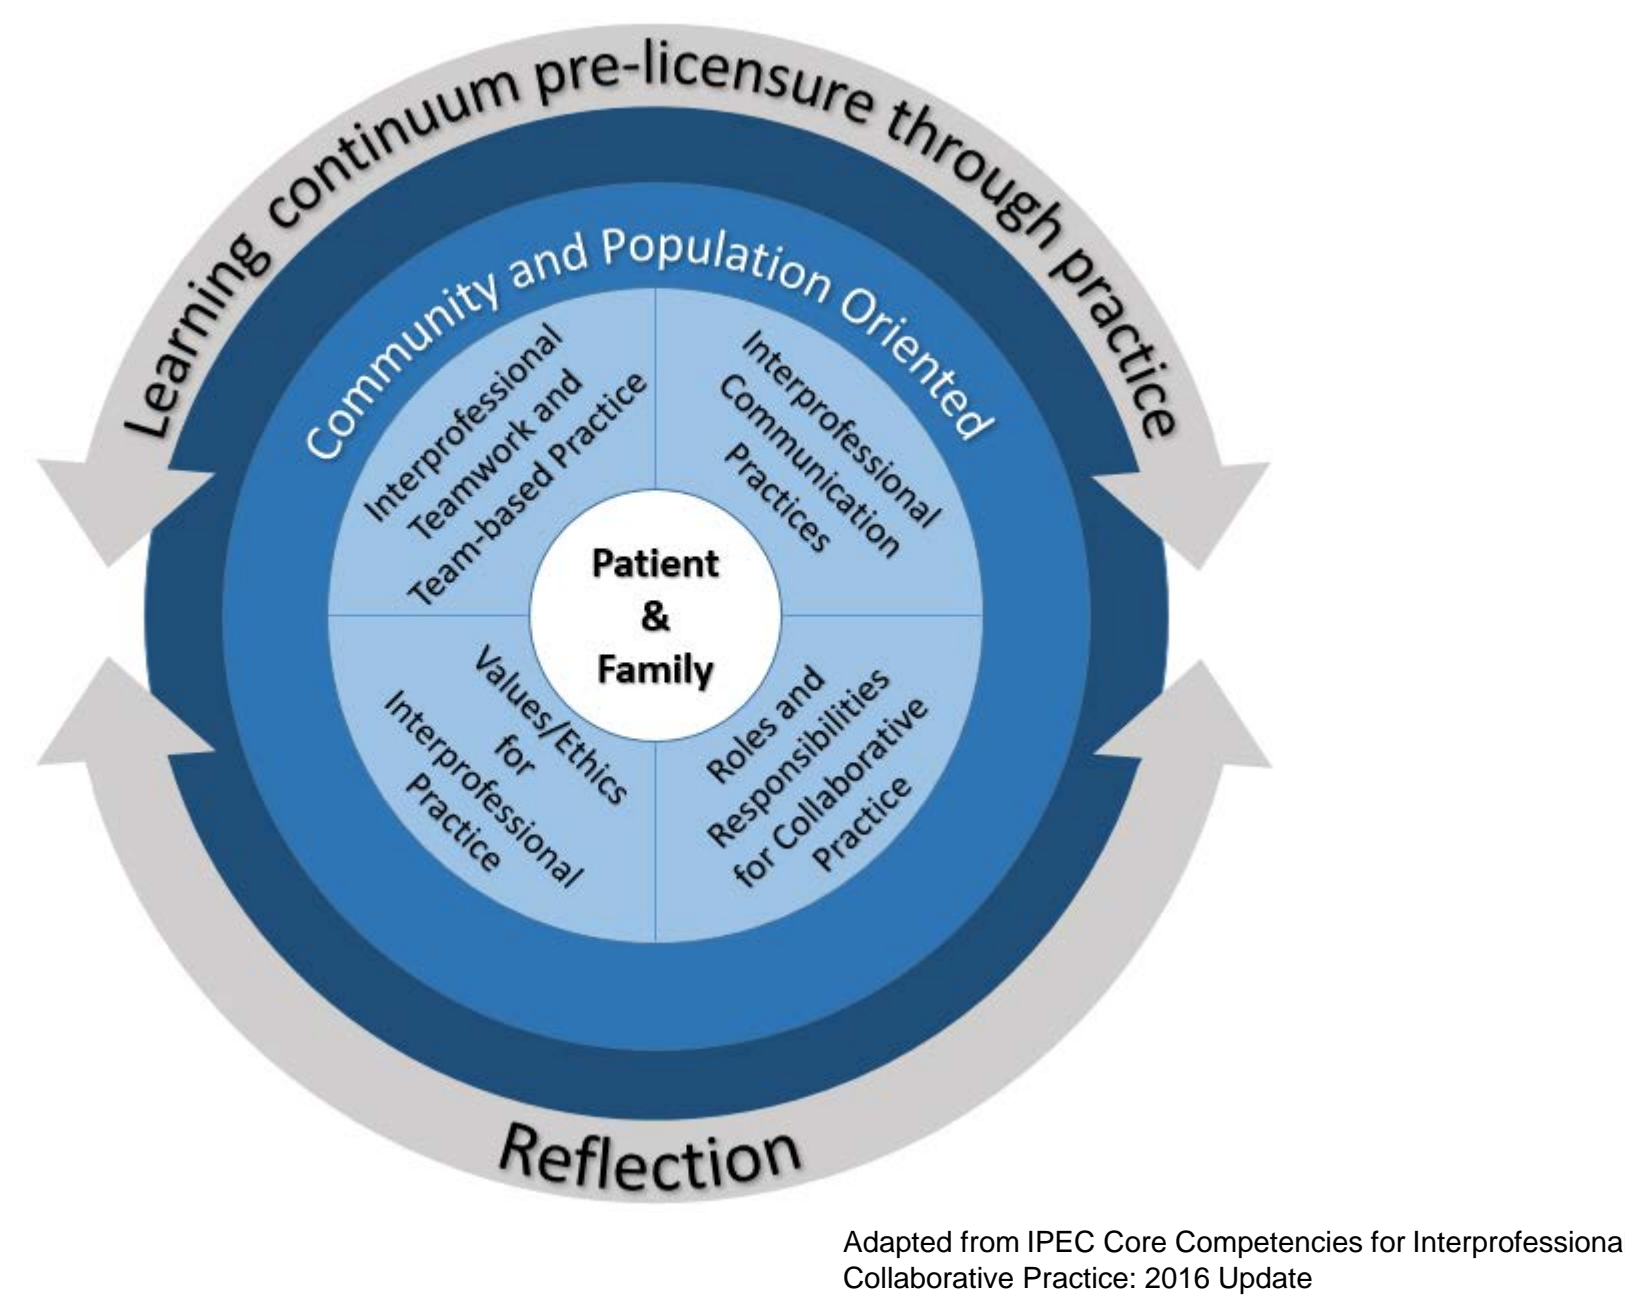 Learning continuum pre-licensure through practice
Community and Population Oriented
Interprofessional
Teamwork and
Team-based Practice
Interprofessional
Communication
Practices
Patient
&
Family
Values/Ethics
for
Interprofessional
Practice
Roles and
Responsibilities
for Collaborative
Practice
Reflection
Adapted from IPEC Core Competencies for Interprofessiona
Collaborative Practice: 2016 Update